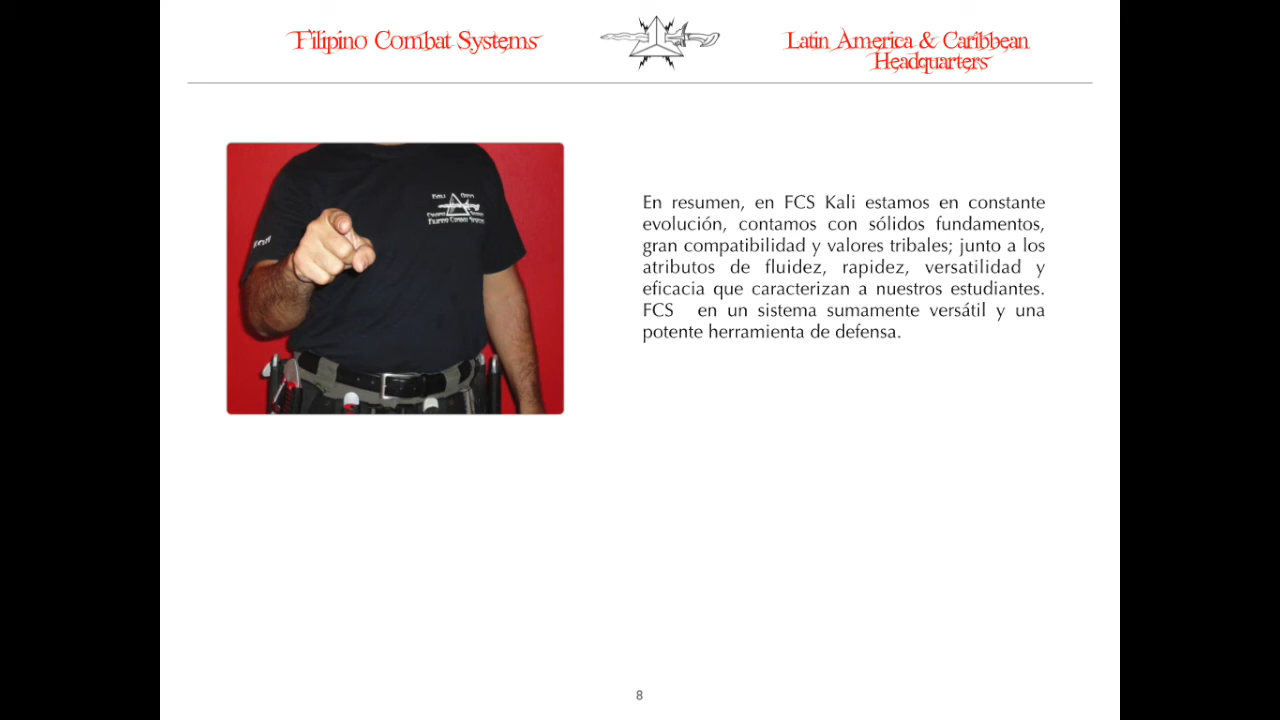 Filipino Combat Systems
Latin America & Caribbean
Headquarters
En resumen, en FCS Kali estamos en constante
evolución, contamos con sólidos fundamentos,
gran compatibilidad y valores tribales; junto a los
atributos de fluidez, rapidez, versatilidad y
eficacia que caracterizan a nuestros estudiantes.
FCS en un sistema sumamente versátil y una
potente herramienta de defensa.
8